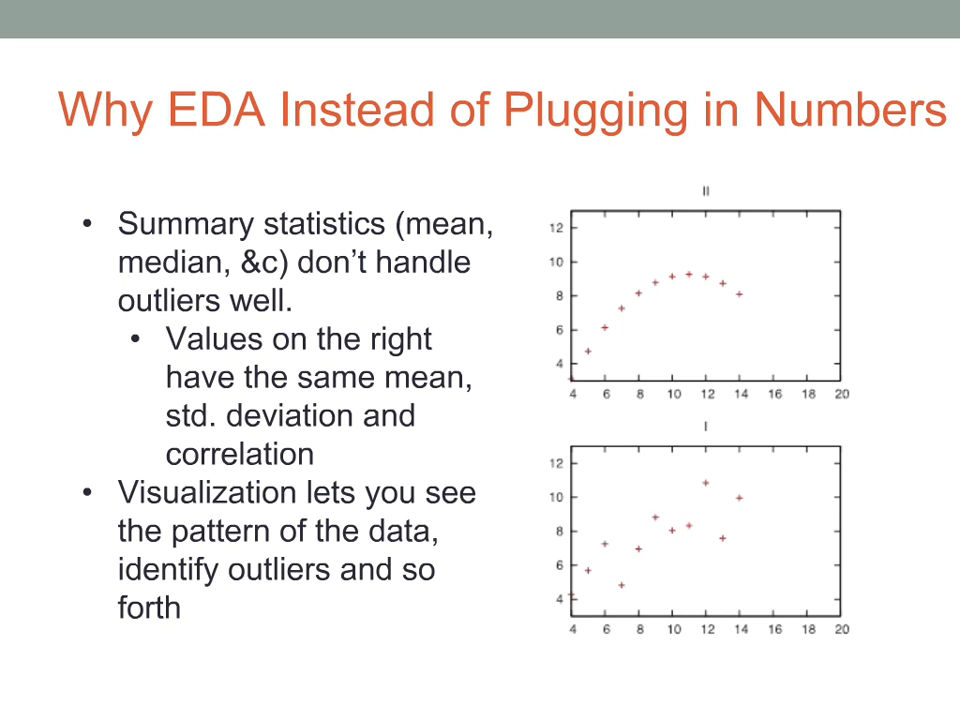 Why EDA Instead of Plugging in Numbers
• Summary statistics (mean,
median, &c) don’t handle
outliers well.
• Values on the right
have the same mean,
std. deviation and
correlation
• Visualization lets you see
the pattern of the data,
identify outliers and so
forth
II
12
10
8
6
4
4 6 8 10 12 14 16 18 20
I
12
10
8
6
4
4 6 8 10 12 14 16 18 20